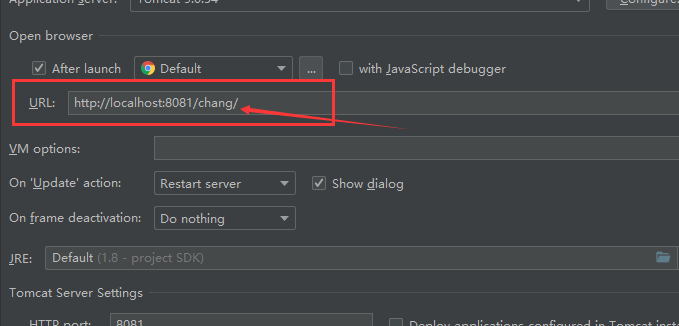 Application server: Tomcat 9.0.34 Configure...
Open browser
After launch Default ... with JavaScript debugger
URL: http://localhost:8081/chang/
VM options:
On 'Update' action: Restart server Show dialog
On frame deactivation: Do nothing
JRE: Default (1.8 - project SDK)
Tomcat Server Settings
HTTP port: 8081 Deploy applications configured in Tomcat